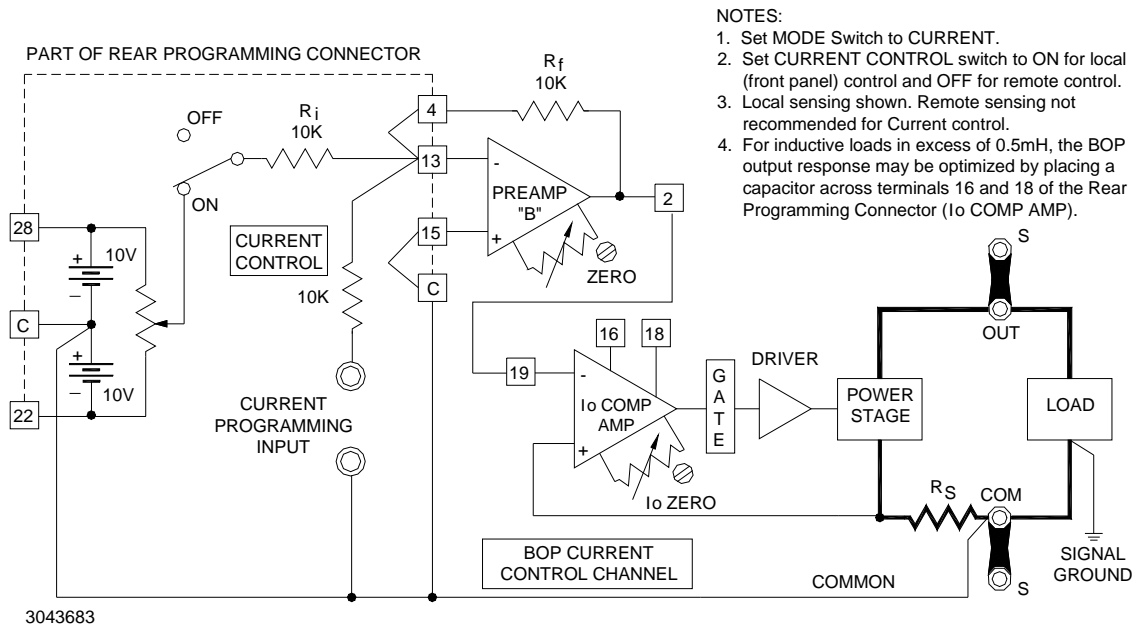 NOTES:
1. Set MODE Switch to CURRENT.
2. Set CURRENT CONTROL switch to ON for local
(front panel) control and OFF for remote control.
3. Local sensing shown. Remote sensing not
recommended for Current control.
4. For inductive loads in excess of 0.5mH, the BOP
output response may be optimized by placing a
capacitor across terminals 16 and 18 of the Rear
Programming Connector (Io COMP AMP).
PART OF REAR PROGRAMMING CONNECTOR
Rf
10K
4
OFF
Ri
10K
13
-
PREAMP
"B"
2
ON
28
15
+
CURRENT
CONTROL
10V
+
–
ZERO
S
10K
C
C
16
18
OUT
DRIVER
+
–
10V
19
-
Io COMP
AMP
+
G
A
T
E
POWER
STAGE
LOAD
22
CURRENT
PROGRAMMING
INPUT
Io ZERO
RS
COM
BOP CURRENT
CONTROL CHANNEL
SIGNAL
GROUND
COMMON
S
3043683